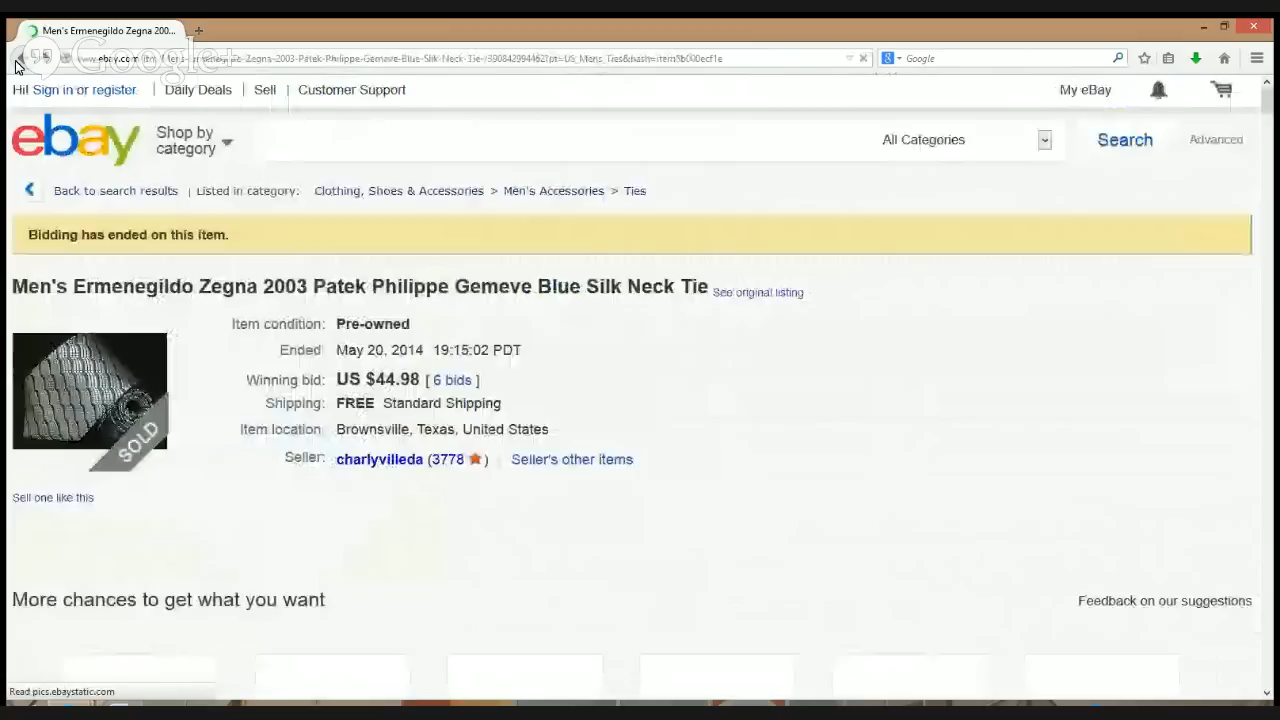 Men's Ermenegildo Zegna 200...
Google+
Google
Hi! Sign in or register
Daily Deals
Sell
Customer Support
My eBay
ebay
Shop by
category
All Categories
Search
Advanced
Back to search results
Listed in category: Clothing, Shoes & Accessories > Men's Accessories > Ties
Bidding has ended on this item.
Men's Ermenegildo Zegna 2003 Patek Philippe Gemeve Blue Silk Neck Tie See original listing
Item condition: Pre-owned
Ended: May 20, 2014 19:15:02 PDT
Winning bid: US $44.98 [ 6 bids ]
Shipping: FREE Standard Shipping
Item location: Brownsville, Texas, United States
Seller: charlyvilleda (3778 ) Seller's other items
SOLD
Sell one like this
More chances to get what you want
Feedback on our suggestions
Read pics.ebaystatic.com